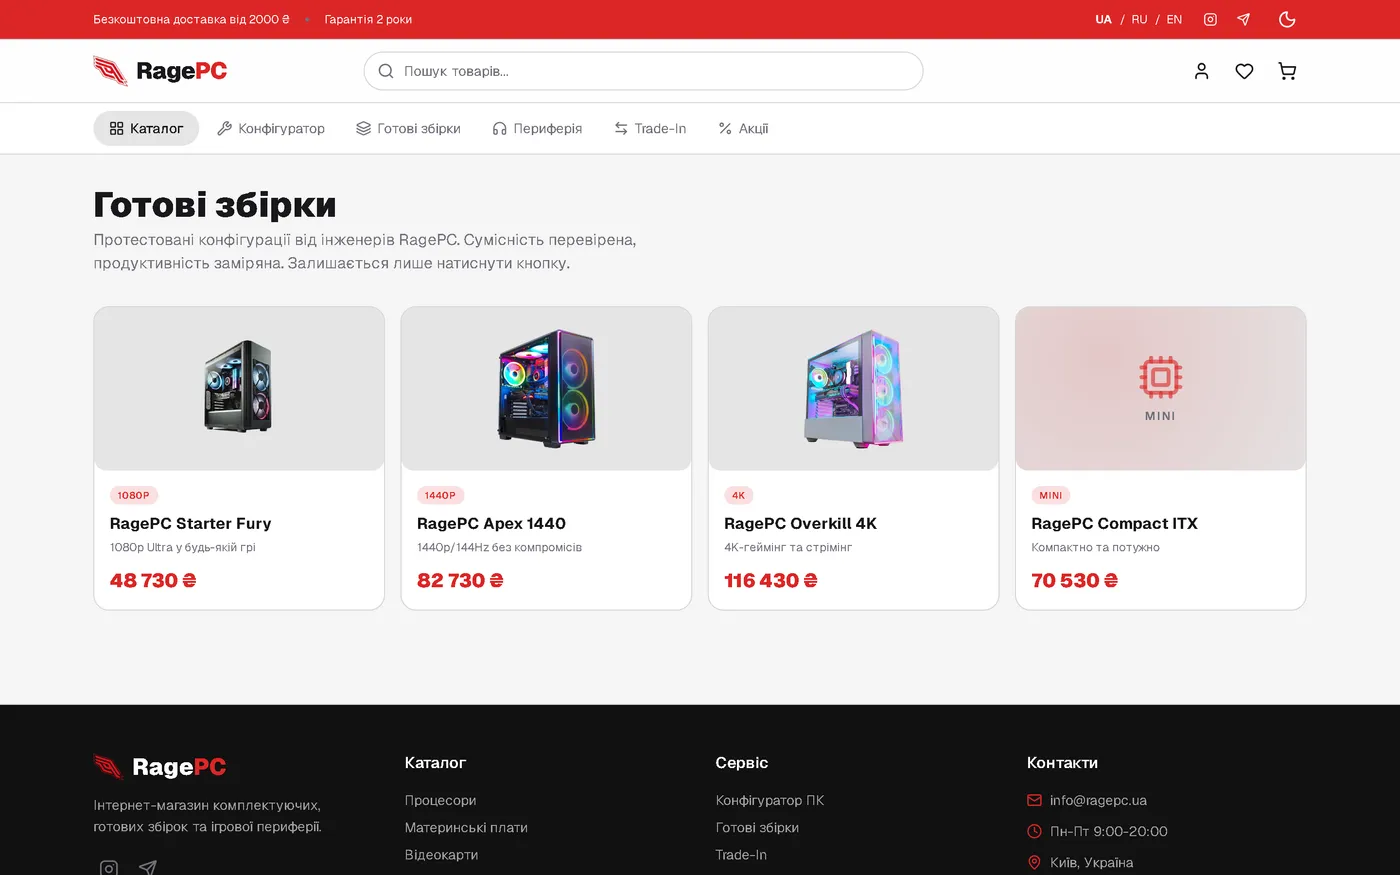 Безкоштовна доставка від 2000 ₴ • Гарантія 2 роки
UA / RU / EN
RagePC
Пошук товарів...
Каталог
Конфігуратор
Готові збірки
Периферія
Trade-In
Акції
Готові збірки
Протестовані конфігурації від інженерів RagePC. Сумісність перевірена,
продуктивність заміряна. Залишається лише натиснути кнопку.
1080P
RagePC Starter Fury
1080p Ultra у будь-якій грі
48 730 ₴
1440P
RagePC Apex 1440
1440p/144Hz без компромісів
82 730 ₴
4K
RagePC Overkill 4K
4K-геймінг та стрімінг
116 430 ₴
MINI
MINI
RagePC Compact ITX
Компактно та потужно
70 530 ₴
RagePC
Інтернет-магазин комплектуючих,
готових збірок та ігрової периферії.
Каталог
Процесори
Материнські плати
Відеокарти
Сервіс
Конфігуратор ПК
Готові збірки
Trade-In
Контакти
info@ragepc.ua
Пн-Пт 9:00-20:00
Київ, Україна